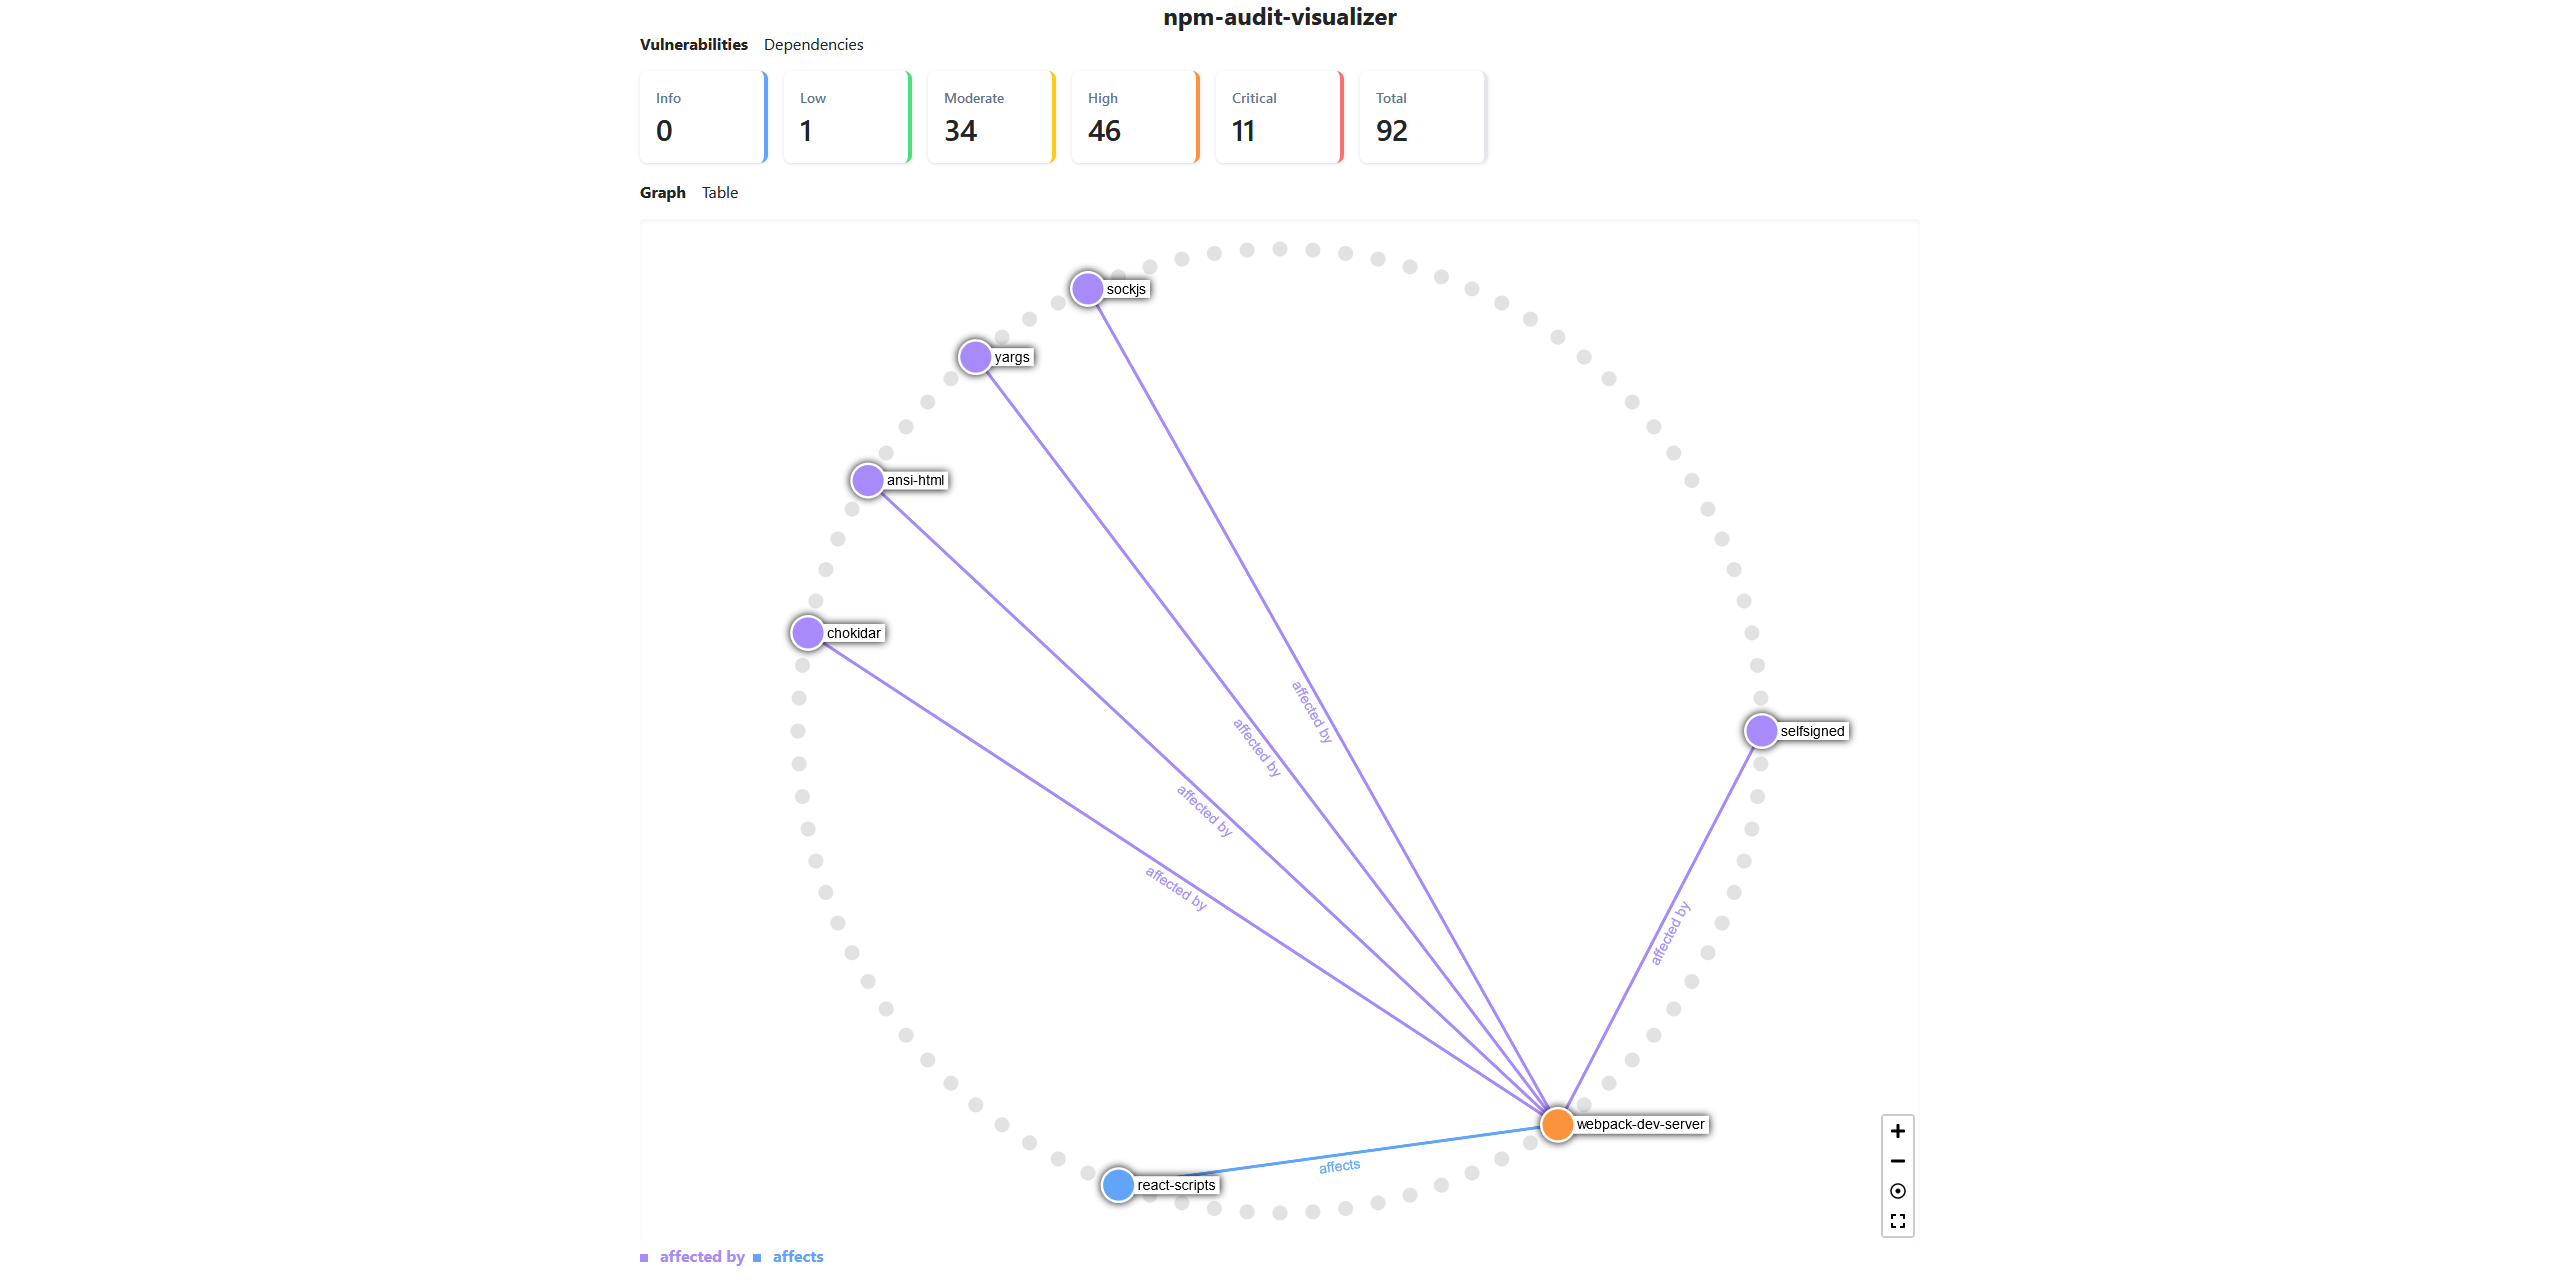 npm-audit-visualizer
Vulnerabilities Dependencies
Info
0
Low
1
Moderate
34
High
46
Critical
11
Total
92
Graph Table
sockjs
yargs
ansi-html
chokidar
selfsigned
affected by
affected by
affected by
affected by
affected by
webpack-dev-server
affects
react-scripts
affected by affects